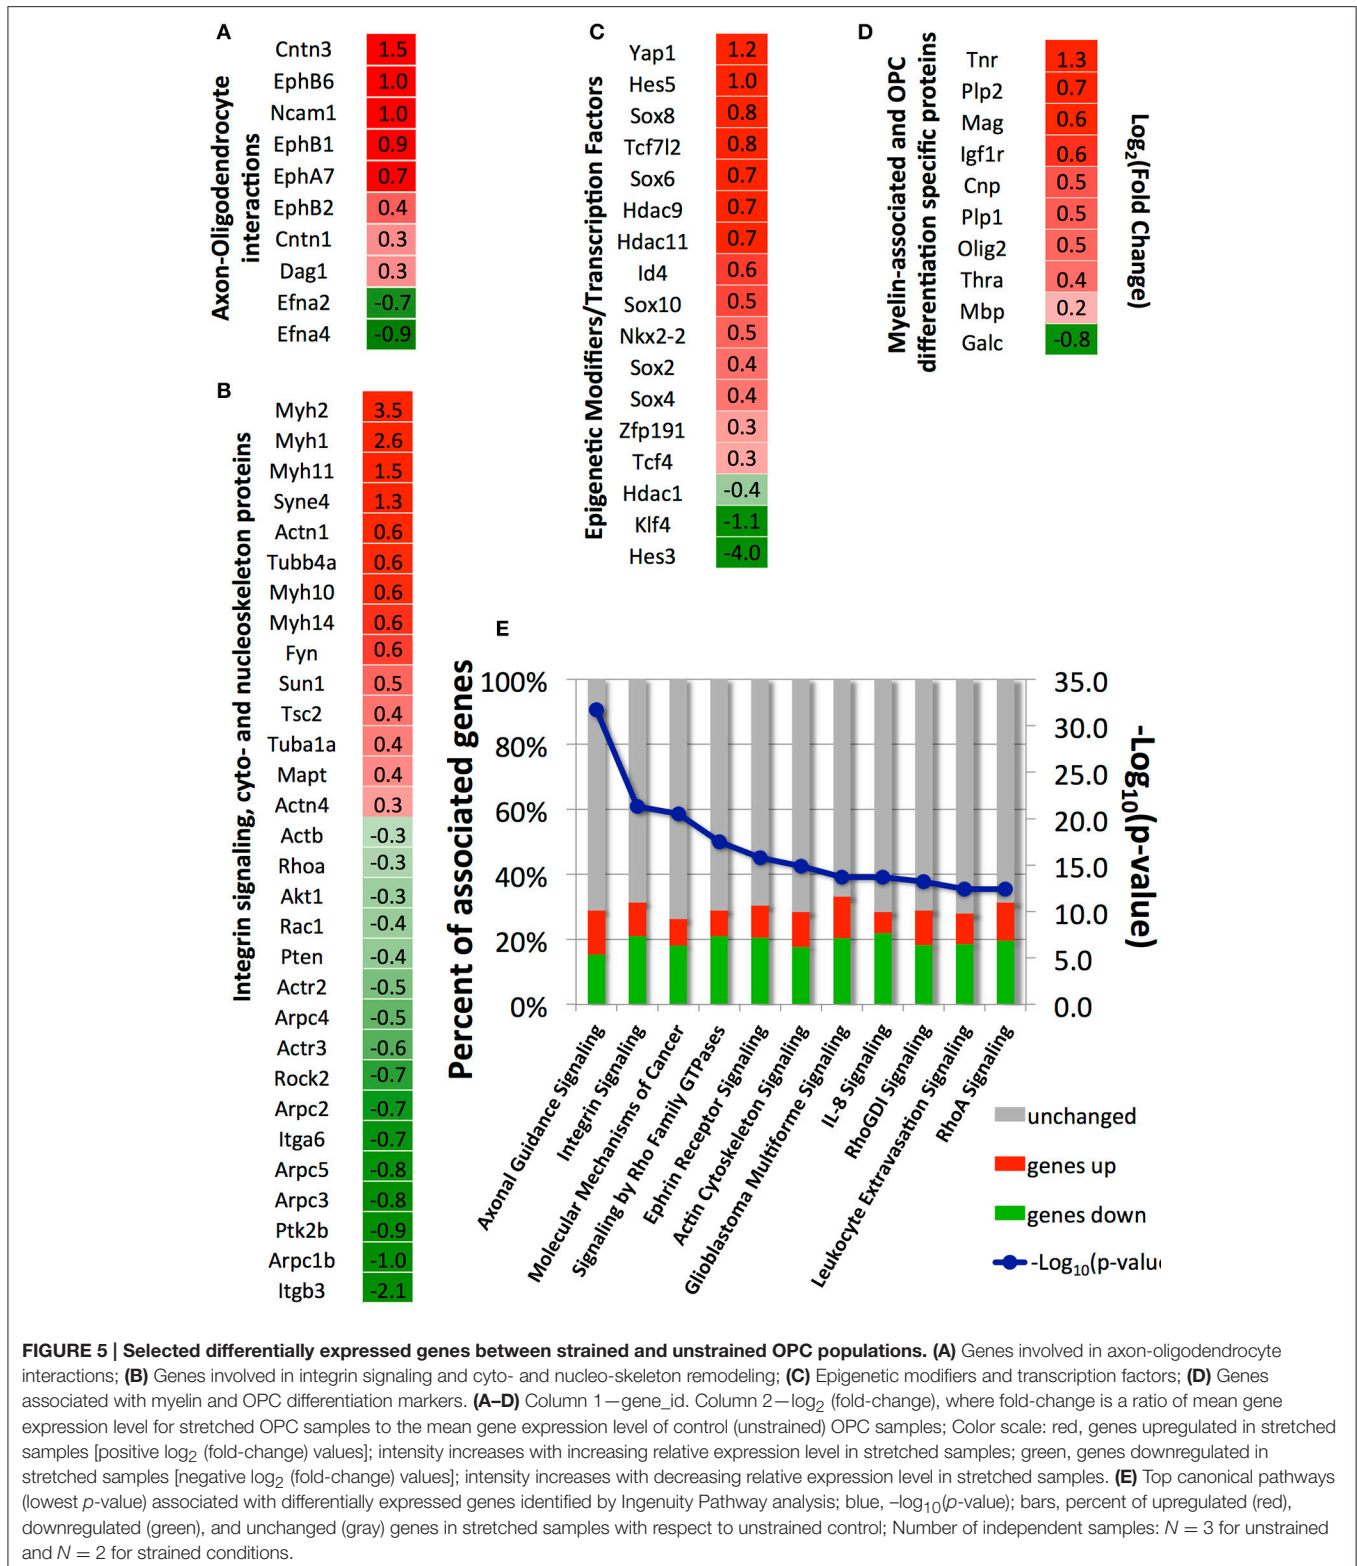 A
Axon-Oligodendrocyte
interactions
Cntn3 1.5
EphB6 1.0
Ncam1 1.0
EphB1 0.9
EphA7 0.7
EphB2 0.4
Cntn1 0.3
Dag1 0.3
Efna2 -0.7
Efna4 -0.9
B
Integrin signaling, cyto- and nucleoskeleton proteins
Myh2 3.5
Myh1 2.6
Myh11 1.5
Syne4 1.3
Actn1 0.6
Tubb4a 0.6
Myh10 0.6
Myh14 0.6
Fyn 0.6
Sun1 0.5
Tsc2 0.4
Tuba1a 0.4
Mapt 0.4
Actn4 0.3
Actb -0.3
Rhoa -0.3
Akt1 -0.3
Rac1 -0.4
Pten -0.4
Actr2 -0.5
Arpc4 -0.5
Actr3 -0.6
Rock2 -0.7
Arpc2 -0.7
Itga6 -0.7
Arpc5 -0.8
Arpc3 -0.8
Ptk2b -0.9
Arpc1b -1.0
Itgb3 -2.1
C
Epigenetic Modifiers/Transcription Factors
Yap1 1.2
Hes5 1.0
Sox8 0.8
Tcf7l2 0.8
Sox6 0.7
Hdac9 0.7
Hdac11 0.7
Id4 0.6
Sox10 0.5
Nkx2-2 0.5
Sox2 0.4
Sox4 0.4
Zfp191 0.3
Tcf4 0.3
Hdac1 -0.4
Klf4 -1.1
Hes3 -4.0
D
Myelin-associated and OPC
differentiation specific proteins
Tnr 1.3
Plp2 0.7
Mag 0.6
Igf1r 0.6
Cnp 0.5
Plp1 0.5
Olig2 0.5
Thra 0.4
Mbp 0.2
Galc -0.8
Log2(Fold Change)
E
Percent of associated genes
100%
80%
60%
40%
20%
0%
35.0
30.0
25.0
20.0
15.0
10.0
5.0
0.0
-Log10(p-value)
Axonal Guidance Signaling
Integrin Signaling
Molecular Mechanisms of Cancer
Signaling by Rho Family GTPases
Ephrin Receptor Signaling
Actin Cytoskeleton Signaling
Glioblastoma Multiforme Signaling
IL-8 Signaling
RhoGDI Signaling
Leukocyte Extravasation Signaling
RhoA Signaling
unchanged
genes up
genes down
-Log10(p-valu
FIGURE 5 | Selected differentially expressed genes between strained and unstrained OPC populations. (A) Genes involved in axon-oligodendrocyte
interactions; (B) Genes involved in integrin signaling and cyto- and nucleo-skeleton remodeling; (C) Epigenetic modifiers and transcription factors; (D) Genes
associated with myelin and OPC differentiation markers. (A–D) Column 1—gene_id. Column 2—log2 (fold-change), where fold-change is a ratio of mean gene
expression level for stretched OPC samples to the mean gene expression level of control (unstrained) OPC samples; Color scale: red, genes upregulated in stretched
samples [positive log2 (fold-change) values]; intensity increases with increasing relative expression level in stretched samples; green, genes downregulated in
stretched samples [negative log2 (fold-change) values]; intensity increases with decreasing relative expression level in stretched samples. (E) Top canonical pathways
(lowest p-value) associated with differentially expressed genes identified by Ingenuity Pathway analysis; blue, –log10(p-value); bars, percent of upregulated (red),
downregulated (green), and unchanged (gray) genes in stretched samples with respect to unstrained control; Number of independent samples: N = 3 for unstrained
and N = 2 for strained conditions.